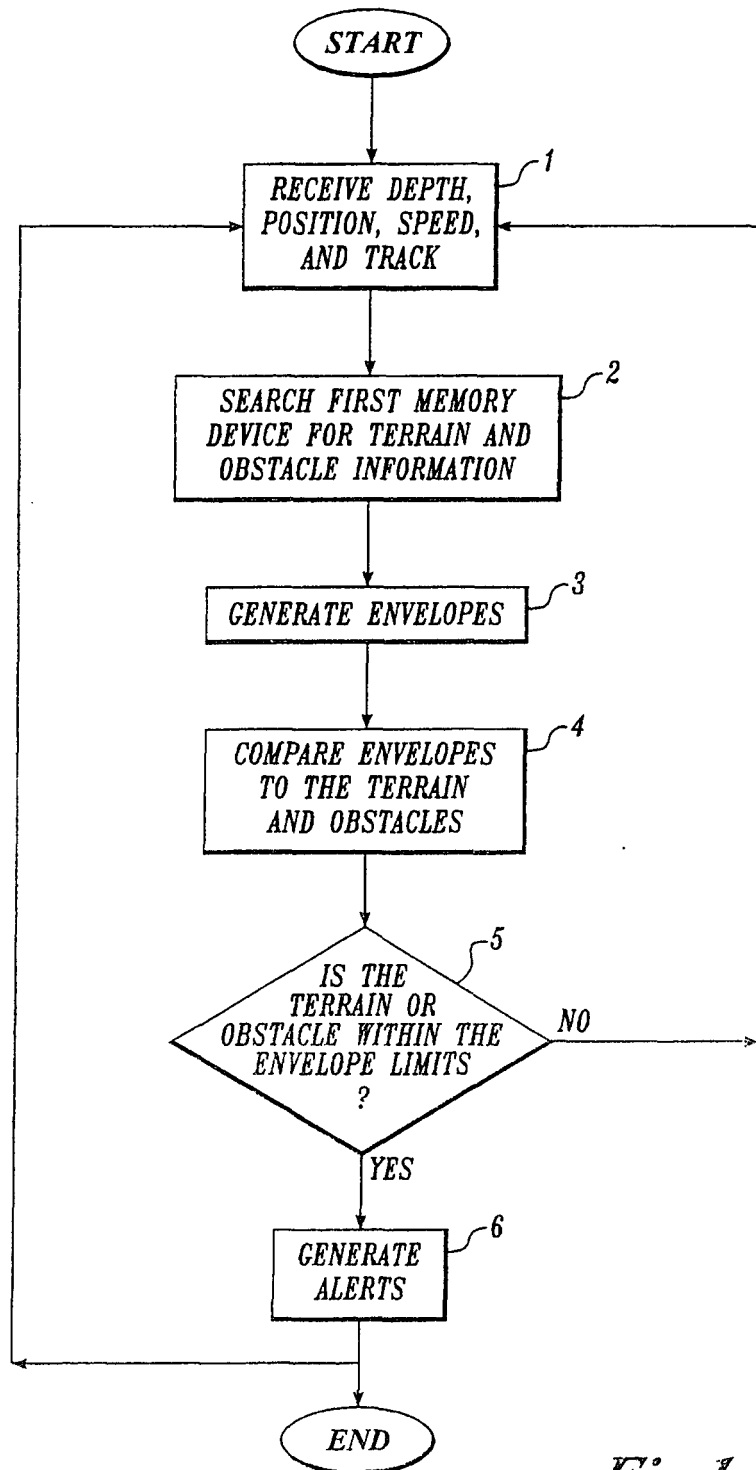 START
1
RECEIVE DEPTH,
POSITION, SPEED,
AND TRACK
2
SEARCH FIRST MEMORY
DEVICE FOR TERRAIN AND
OBSTACLE INFORMATION
3
GENERATE ENVELOPES
4
COMPARE ENVELOPES
TO THE TERRAIN
AND OBSTACLES
5
IS THE
TERRAIN OR
OBSTACLE WITHIN THE
ENVELOPE LIMITS
?
NO
YES
6
GENERATE
ALERTS
END